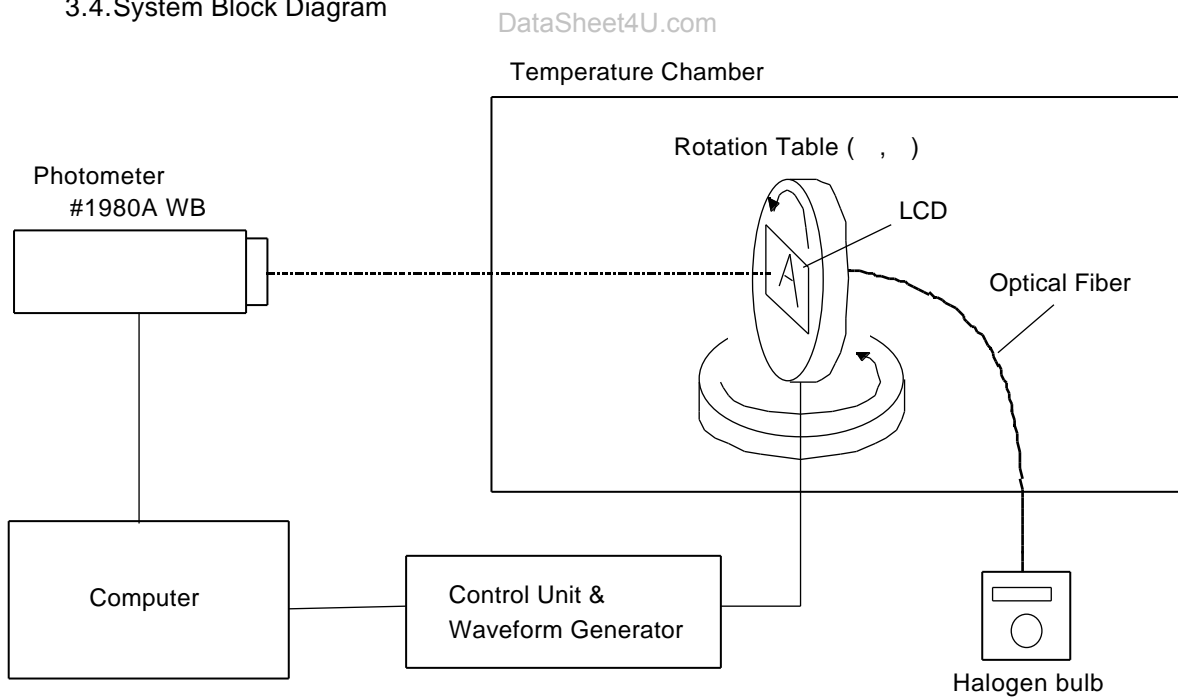 3.4.System Block Diagram
DataSheet4U.com
Temperature Chamber
Rotation Table (   ,   )
Photometer
#1980A WB
LCD
A
Optical Fiber
Computer
Control Unit &
Waveform Generator
Halogen bulb